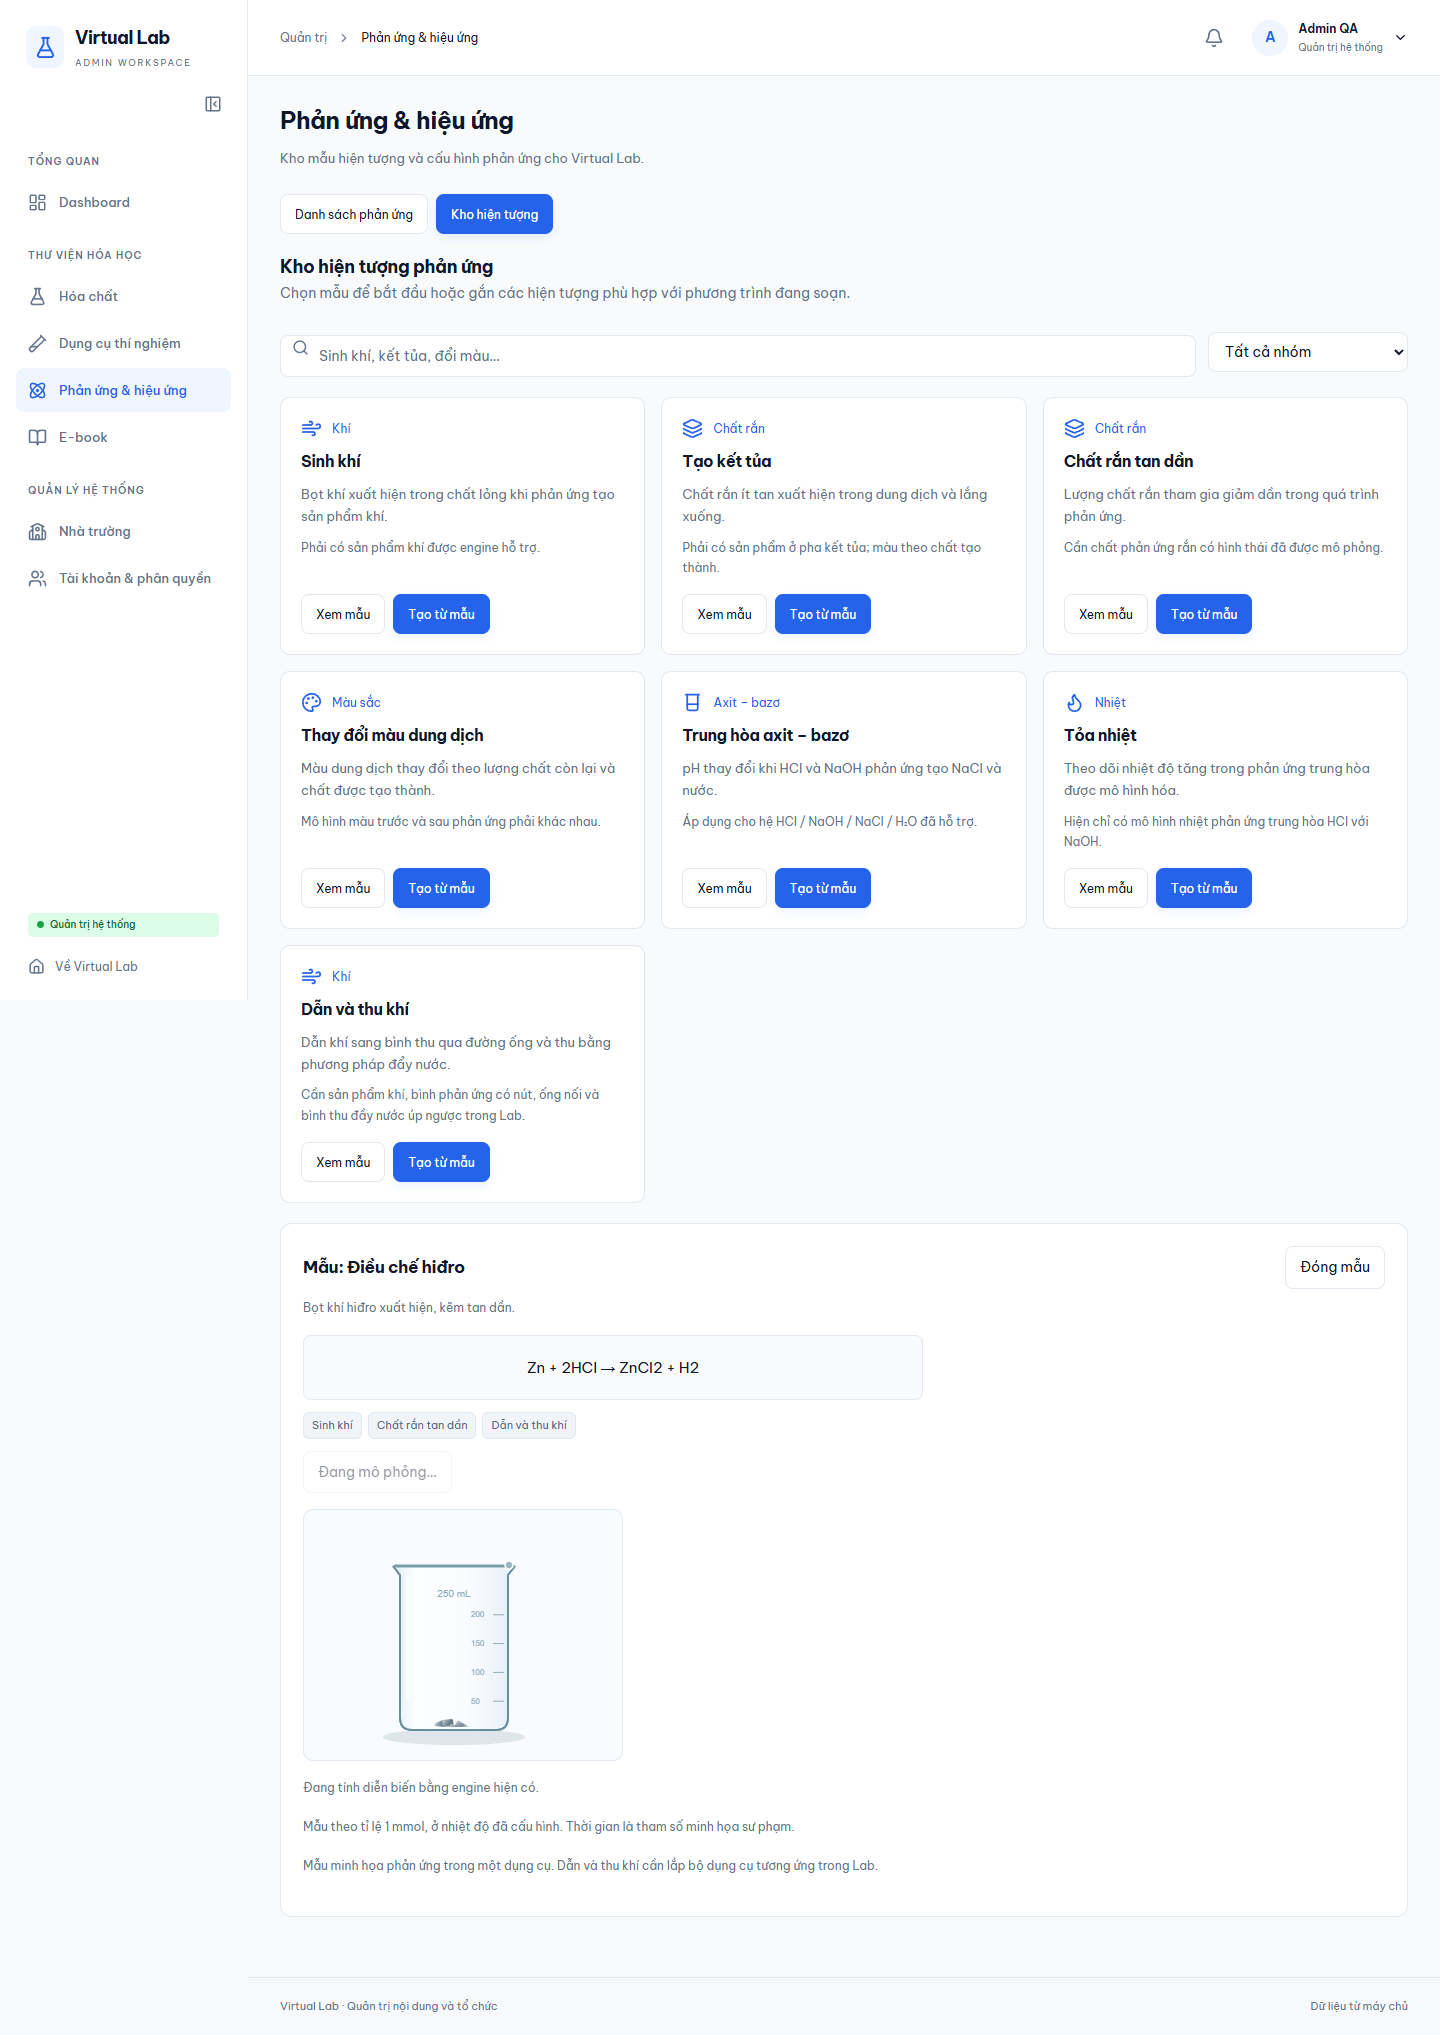 Virtual Lab
ADMIN WORKSPACE
TỔNG QUAN
Dashboard
THƯ VIỆN HÓA HỌC
Hóa chất
Dụng cụ thí nghiệm
Phản ứng & hiệu ứng
E-book
QUẢN LÝ HỆ THỐNG
Nhà trường
Tài khoản & phân quyền
Quản trị hệ thống
Về Virtual Lab
Quản trị > Phản ứng & hiệu ứng
A
Admin QA
Quản trị hệ thống
Phản ứng & hiệu ứng
Kho mẫu hiện tượng và cấu hình phản ứng cho Virtual Lab.
Danh sách phản ứng
Kho hiện tượng
Kho hiện tượng phản ứng
Chọn mẫu để bắt đầu hoặc gắn các hiện tượng phù hợp với phương trình đang soạn.
Sinh khí, kết tủa, đổi màu...
Tất cả nhóm
Khí
Sinh khí
Bọt khí xuất hiện trong chất lỏng khi phản ứng tạo
sản phẩm khí.
Phải có sản phẩm khí được engine hỗ trợ.
Xem mẫu
Tạo từ mẫu
Chất rắn
Tạo kết tủa
Chất rắn ít tan xuất hiện trong dung dịch và lắng
xuống.
Phải có sản phẩm ở pha kết tủa; màu theo chất tạo
thành.
Xem mẫu
Tạo từ mẫu
Chất rắn
Chất rắn tan dần
Lượng chất rắn tham gia giảm dần trong quá trình
phản ứng.
Cần chất phản ứng rắn có hình thái đã được mô phỏng.
Xem mẫu
Tạo từ mẫu
Màu sắc
Thay đổi màu dung dịch
Màu dung dịch thay đổi theo lượng chất còn lại và
chất được tạo thành.
Mô hình màu trước và sau phản ứng phải khác nhau.
Xem mẫu
Tạo từ mẫu
Axit – bazơ
Trung hòa axit – bazơ
pH thay đổi khi HCl và NaOH phản ứng tạo NaCl và
nước.
Áp dụng cho hệ HCl / NaOH / NaCl / H₂O đã hỗ trợ.
Xem mẫu
Tạo từ mẫu
Nhiệt
Tỏa nhiệt
Theo dõi nhiệt độ tăng trong phản ứng trung hòa
được mô hình hóa.
Hiện chỉ có mô hình nhiệt phản ứng trung hòa HCl với
NaOH.
Xem mẫu
Tạo từ mẫu
Khí
Dẫn và thu khí
Dẫn khí sang bình thu qua đường ống và thu bằng
phương pháp đẩy nước.
Cần sản phẩm khí, bình phản ứng có nút, ống nối và
bình thu đầy nước úp ngược trong Lab.
Xem mẫu
Tạo từ mẫu
Mẫu: Điều chế hiđro
Đóng mẫu
Bọt khí hiđro xuất hiện, kẽm tan dần.
Zn + 2HCl → ZnCl2 + H2
Sinh khí
Chất rắn tan dần
Dẫn và thu khí
Đang mô phỏng...
250 mL
200
150
100
50
Đang tính diễn biến bằng engine hiện có.
Mẫu theo tỉ lệ 1 mmol, ở nhiệt độ đã cấu hình. Thời gian là tham số minh họa sư phạm.
Mẫu minh họa phản ứng trong một dụng cụ. Dẫn và thu khí cần lắp bộ dụng cụ tương ứng trong Lab.
Virtual Lab · Quản trị nội dung và tổ chức
Dữ liệu từ máy chủ